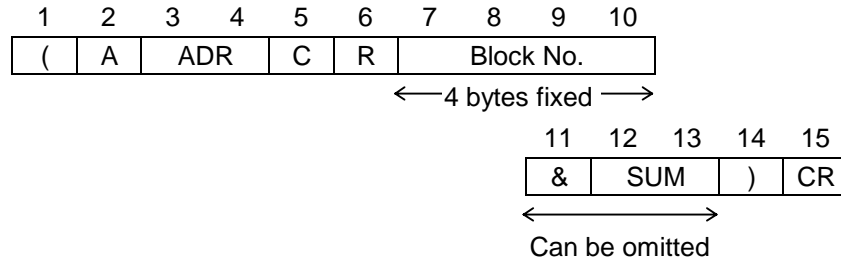 1 2 3 4 5 6 7 8 9 10
( A ADR C R Block No.
4 bytes fixed
11 12 13 14 15
& SUM ) CR
Can be omitted